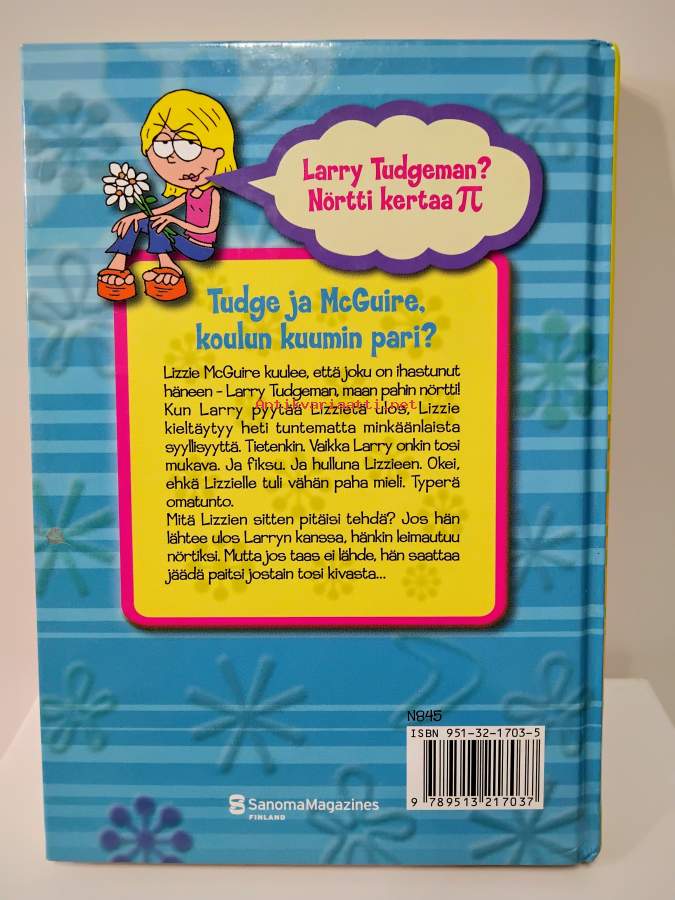 Larry Tudgeman?
Nörtti kertaa π
Tudge ja McGuire,
koulun kuumin pari?
Lizzie McGuire kuulee, että joku on ihastunut
häneen – Larry Tudgeman, maan pahin nörtti!
Antikvariaatti.net
Kun Larry pyytää Lizzietä ulos, Lizzie
kieltäytyy heti tuntematta minkäänlaista
syyllisyyttä. Tietenkin. Vaikka Larry onkin tosi
mukava. Ja fiksu. Ja hulluna Lizzieen. Okei,
ehkä Lizzielle tuli vähän paha mieli. Typerä
omatunto.
Mitä Lizzien sitten pitäisi tehdä? Jos hän
lähtee ulos Larryn kanssa, hänkin leimautuu
nörtiksi. Mutta jos taas ei lähde, hän saattaa
jäädä paitsi jostain tosi kivasta...
N845
ISBN 951-32-1703-5
9 789513 217037
SanomaMagazines
FINLAND